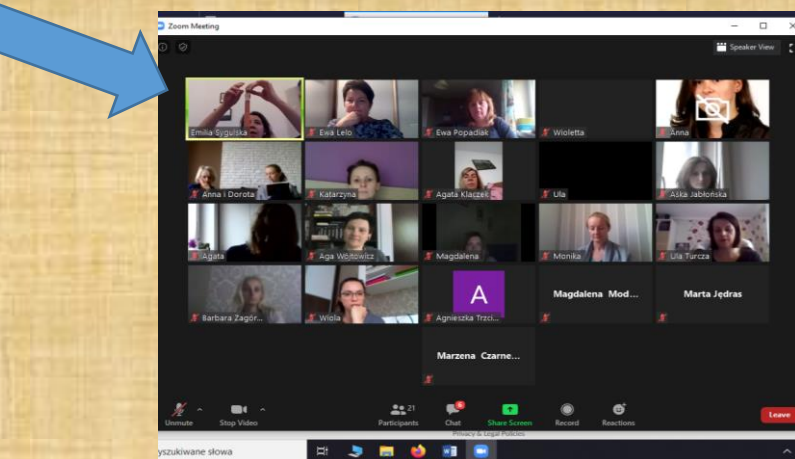 Zoom Meeting
Speaker View
Emilia Sygulska
Ewa Lelo
Ewa Popadiak
Wioletta
Anna
Anna i Dorota
Katarzyna
Agata Klaczek
Ula
Aśka Jabłońska
Agata
Aga Wójtowicz
Magdalena
Monika
Ula Turcza
Barbara Zagór...
Wiola
A
Agnieszka Trzci...
Magdalena Mod...
Marta Jędras
Marzena Czarne...
Unmute
Stop Video
21
Participants
6
Chat
Share Screen
Record
Reactions
Leave
Privacy & Legal Policies
yszukiwane słowa